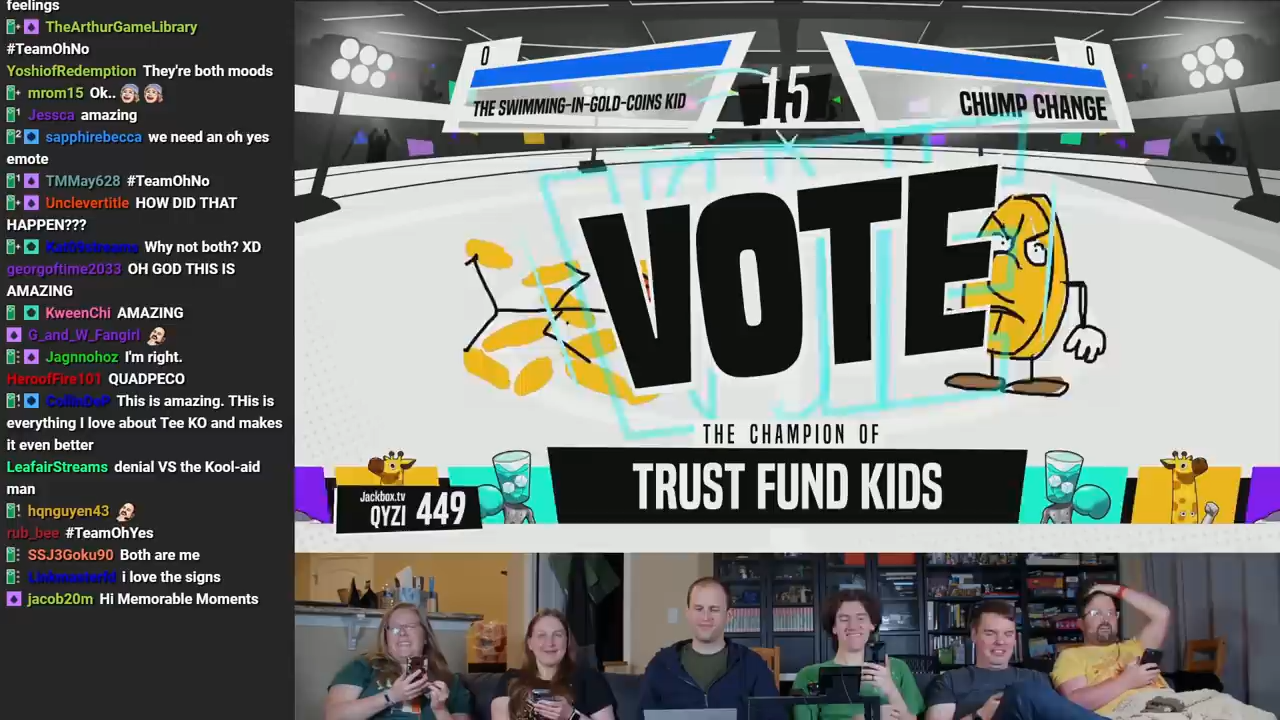 feelings
TheArthurGameLibrary
#TeamOhNo
YoshiofRedemption They're both moods
mrom15 Ok..
Jessca amazing
sapphirebecca we need an oh yes
emote
TMMay628 #TeamOhNo
Unclevertitle HOW DID THAT
HAPPEN???
Why not both? XD
georgoftime2033 OH GOD THIS IS
AMAZING
KweenChi AMAZING
G_and_W_Fangirl
Jagnnohoz I'm right.
HeroofFire101 QUADPECO
CollinDeP This is amazing. THis is
everything I love about Tee KO and makes
it even better
LeafairStreams denial VS the Kool-aid
man
hqnguyen43
rub_bee #TeamOhYes
SSJ3Goku90 Both are me
i love the signs
jacob20m Hi Memorable Moments
0
THE SWIMMING-IN-GOLD-COINS KID
15
0
CHUMP CHANGE
VOTE
THE CHAMPION OF
TRUST FUND KIDS
Jackbox.tv
QYZI 449